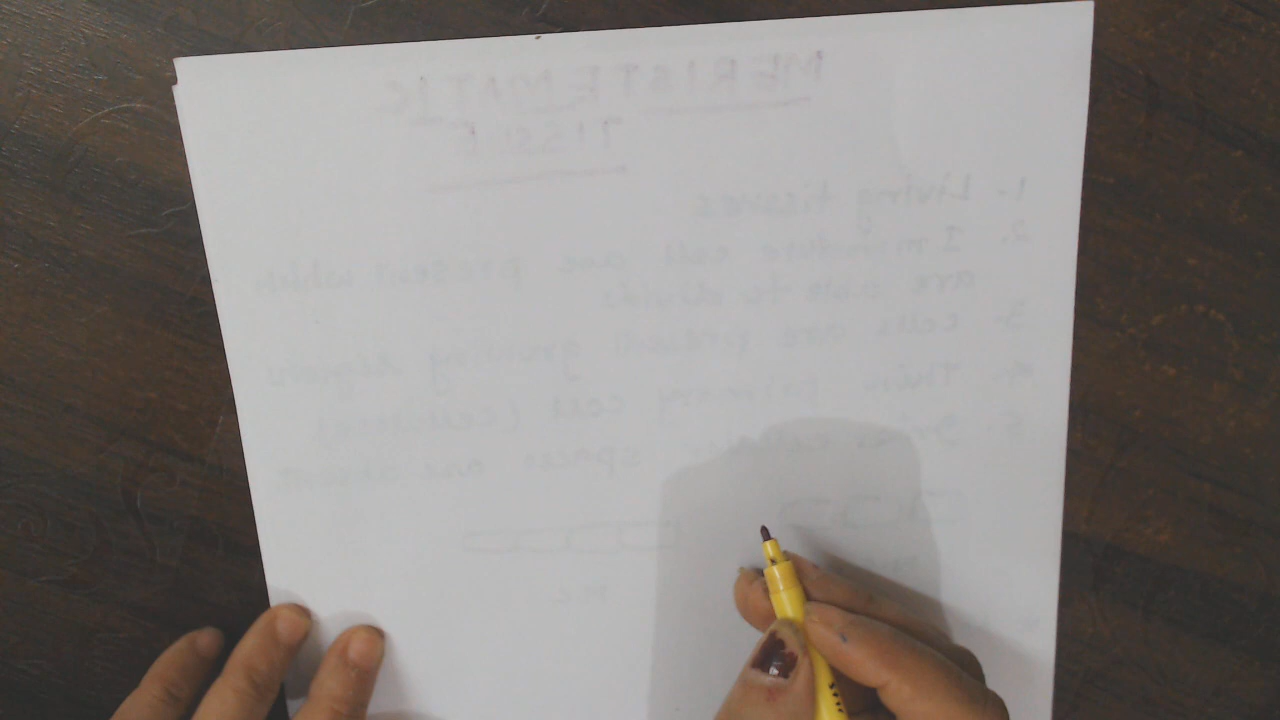 MERISTEMATIC
TISSUE
1. Living tissues
2. Immature cell are present which
are able to divide
3. cells are present growing region
4. Thin primary cell (cellulose)
5. spaces are absent